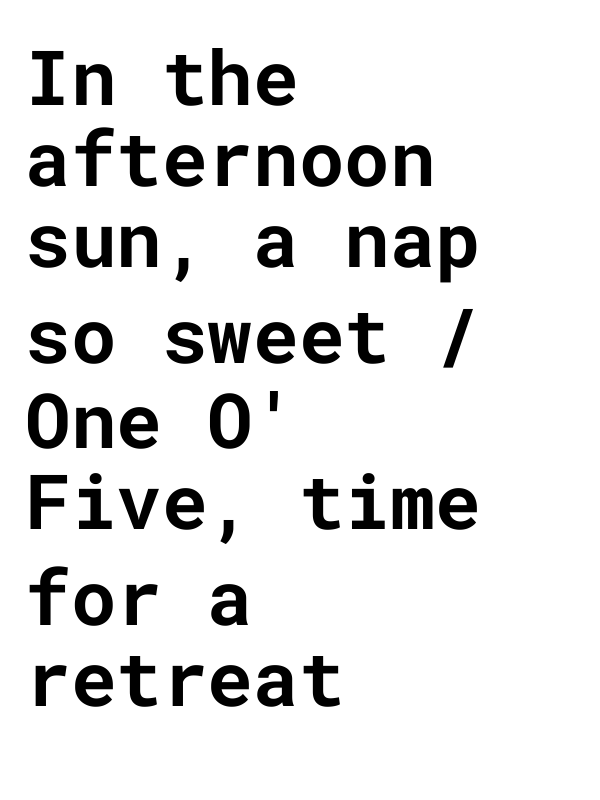 In the
afternoon
sun, a nap
so sweet /
One O'
Five, time
for a
retreat